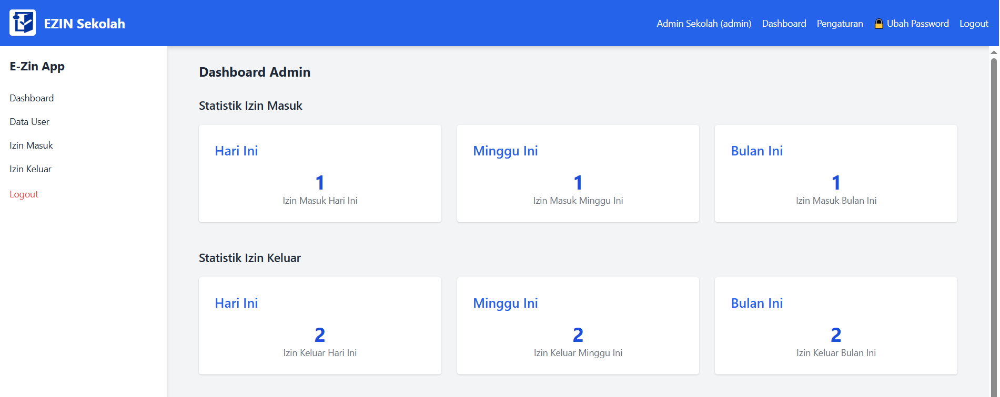 EZIN Sekolah
Admin Sekolah (admin) Dashboard Pengaturan Ubah Password Logout
E-Zin App
Dashboard
Data User
Izin Masuk
Izin Keluar
Logout
Dashboard Admin
Statistik Izin Masuk
Hari Ini
1
Izin Masuk Hari Ini
Minggu Ini
1
Izin Masuk Minggu Ini
Bulan Ini
1
Izin Masuk Bulan Ini
Statistik Izin Keluar
Hari Ini
2
Izin Keluar Hari Ini
Minggu Ini
2
Izin Keluar Minggu Ini
Bulan Ini
2
Izin Keluar Bulan Ini